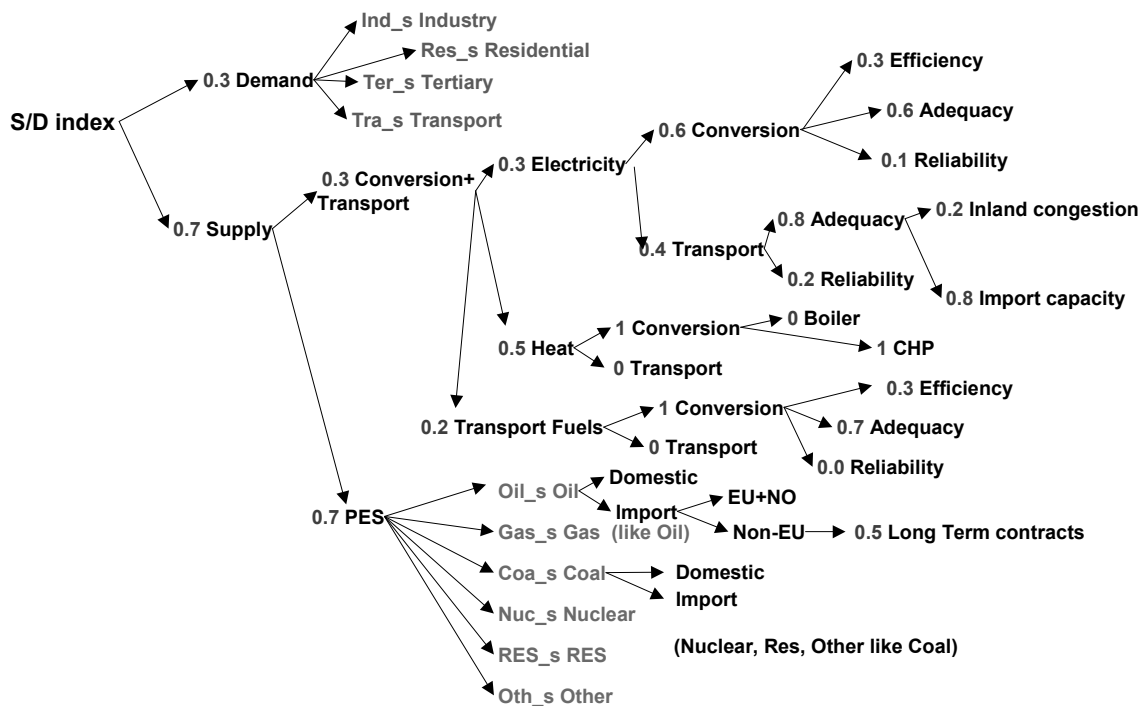 Ind_s Industry
Res_s Residential
0.3 Demand
Ter_s Tertiary
Tra_s Transport
S/D index
0.3 Efficiency
0.6 Adequacy
0.6 Conversion
0.1 Reliability
0.3 Electricity
0.3 Conversion+
Transport
0.7 Supply
0.8 Adequacy
0.2 Inland congestion
0.4 Transport
0.2 Reliability
0.8 Import capacity
0 Boiler
1 Conversion
0.5 Heat
1 CHP
0 Transport
0.3 Efficiency
1 Conversion
0.2 Transport Fuels
0.7 Adequacy
0 Transport
0.0 Reliability
Domestic
Oil_s Oil
EU+NO
Import
0.7 PES
Gas_s Gas (like Oil)
Non-EU
0.5 Long Term contracts
Coa_s Coal
Domestic
Import
Nuc_s Nuclear
(Nuclear, Res, Other like Coal)
RES_s RES
Oth_s Other